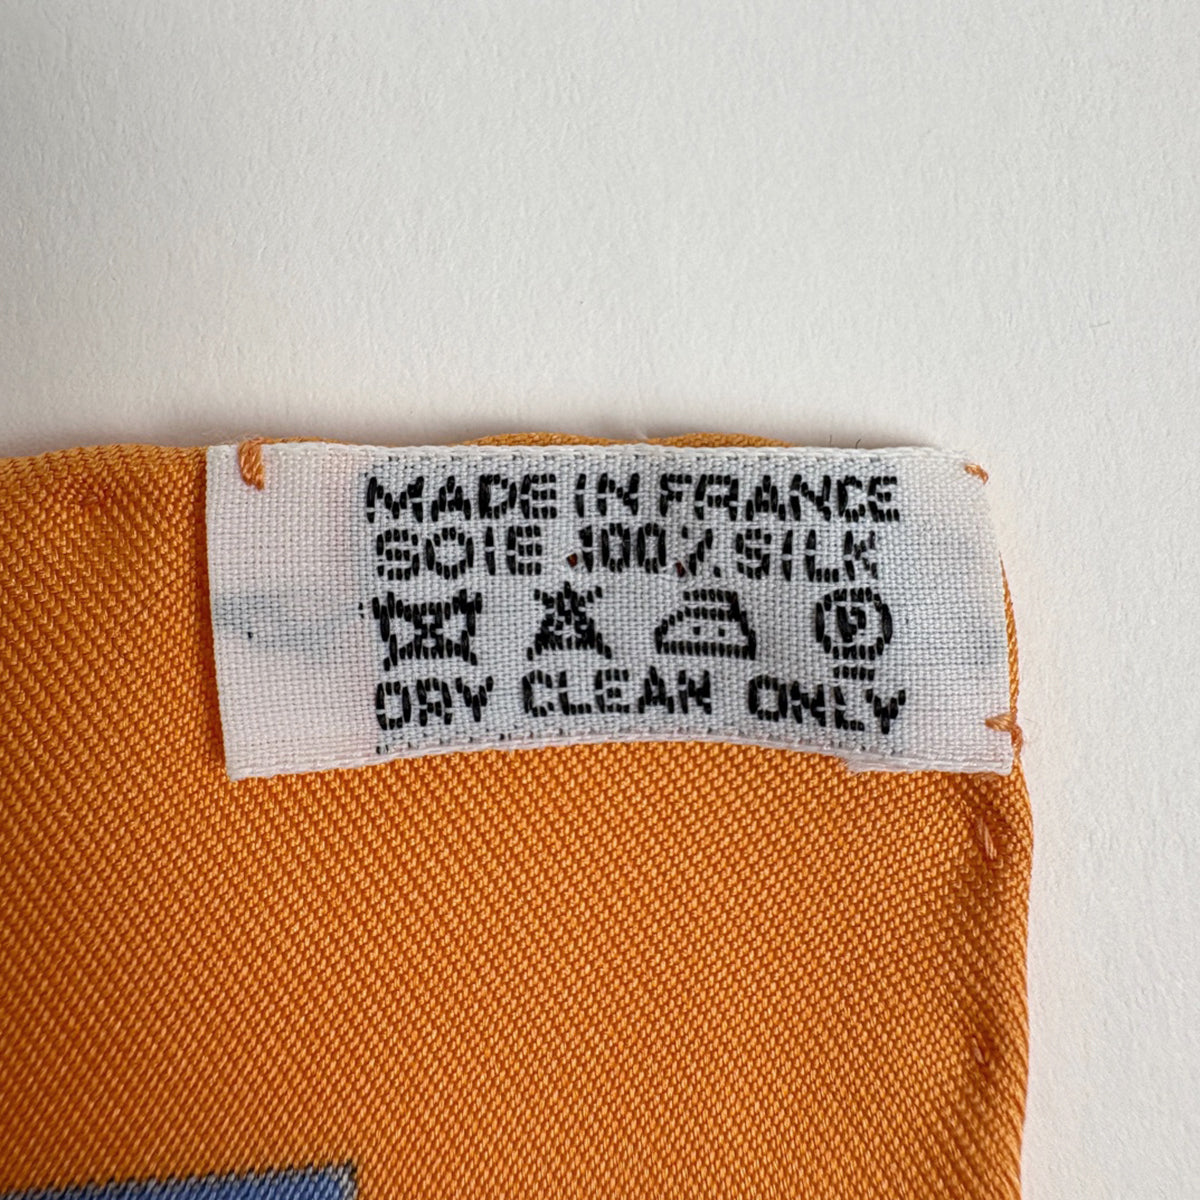 MADE IN FRANCE
SOIE 100% SILK
P
DRY CLEAN ONLY